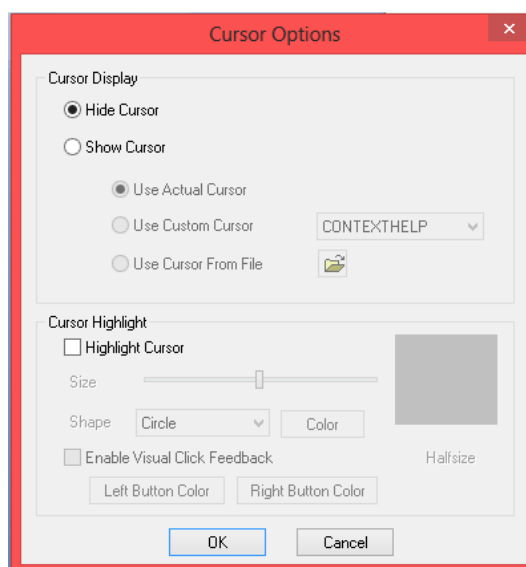 Cursor Options
Cursor Display
Hide Cursor
Show Cursor
Use Actual Cursor
Use Custom Cursor CONTEXTHELP
Use Cursor From File
Cursor Highlight
Highlight Cursor
Size
Shape Circle Color
Enable Visual Click Feedback Halfsize
Left Button Color Right Button Color
OK Cancel